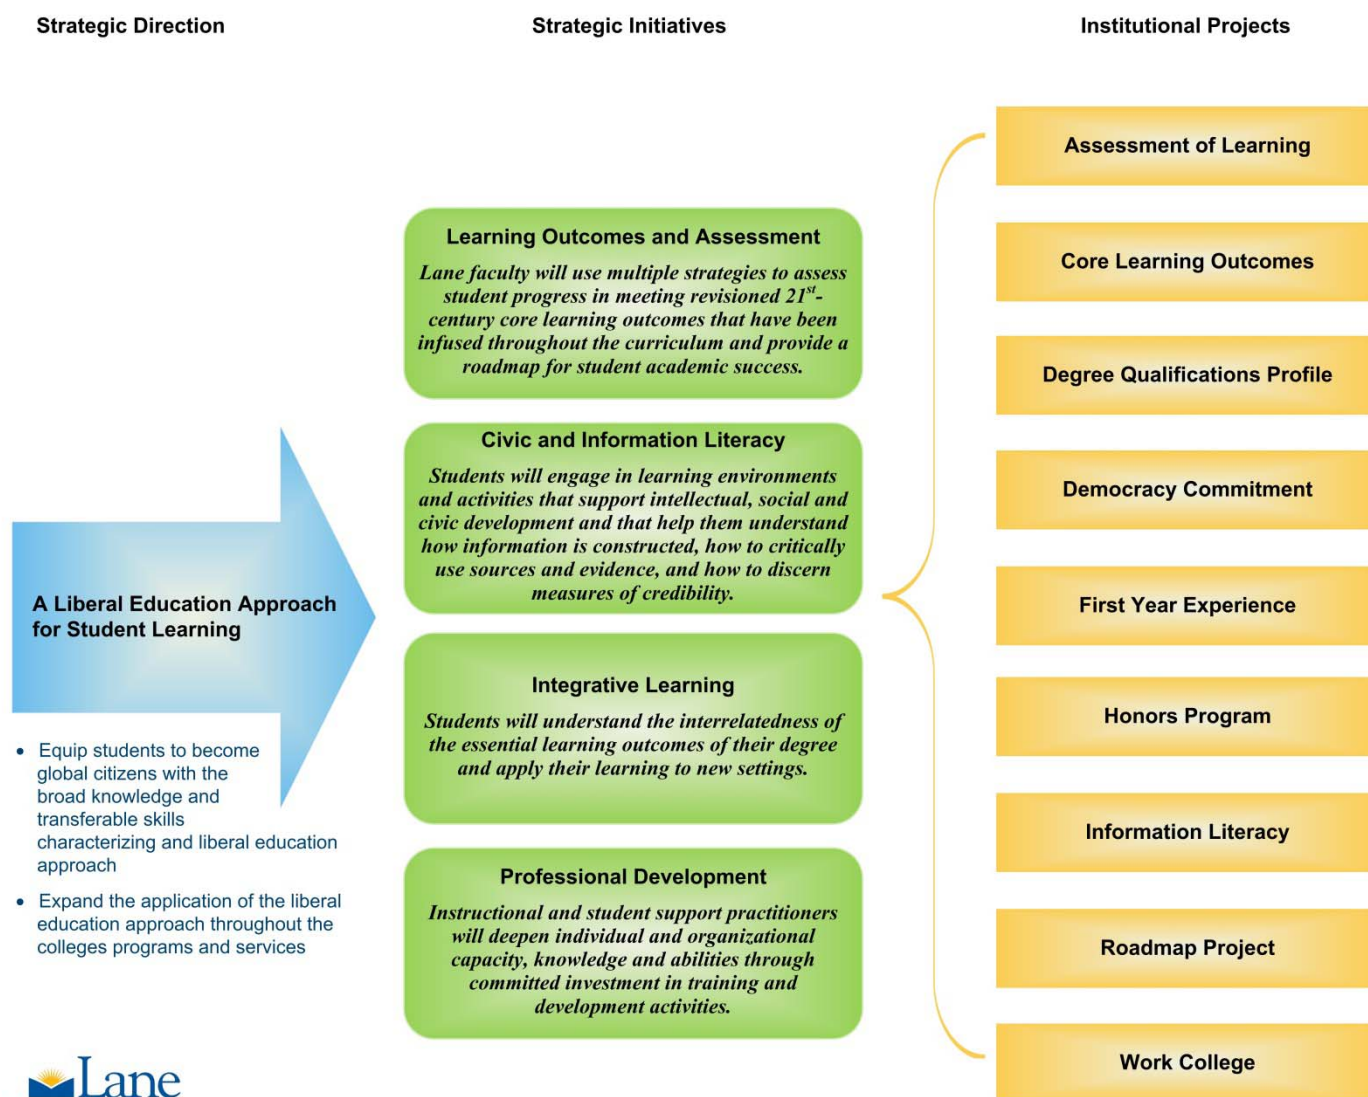 Strategic Direction
Strategic Initiatives
Institutional Projects
A Liberal Education Approach
for Student Learning
• Equip students to become
global citizens with the
broad knowledge and
transferable skills
characterizing and liberal education
approach
• Expand the application of the liberal
education approach throughout the
colleges programs and services
Lane
Learning Outcomes and Assessment
Lane faculty will use multiple strategies to assess
student progress in meeting revisioned 21st-
century core learning outcomes that have been
infused throughout the curriculum and provide a
roadmap for student academic success.
Civic and Information Literacy
Students will engage in learning environments
and activities that support intellectual, social and
civic development and that help them understand
how information is constructed, how to critically
use sources and evidence, and how to discern
measures of credibility.
Integrative Learning
Students will understand the interrelatedness of
the essential learning outcomes of their degree
and apply their learning to new settings.
Professional Development
Instructional and student support practitioners
will deepen individual and organizational
capacity, knowledge and abilities through
committed investment in training and
development activities.
Assessment of Learning
Core Learning Outcomes
Degree Qualifications Profile
Democracy Commitment
First Year Experience
Honors Program
Information Literacy
Roadmap Project
Work College